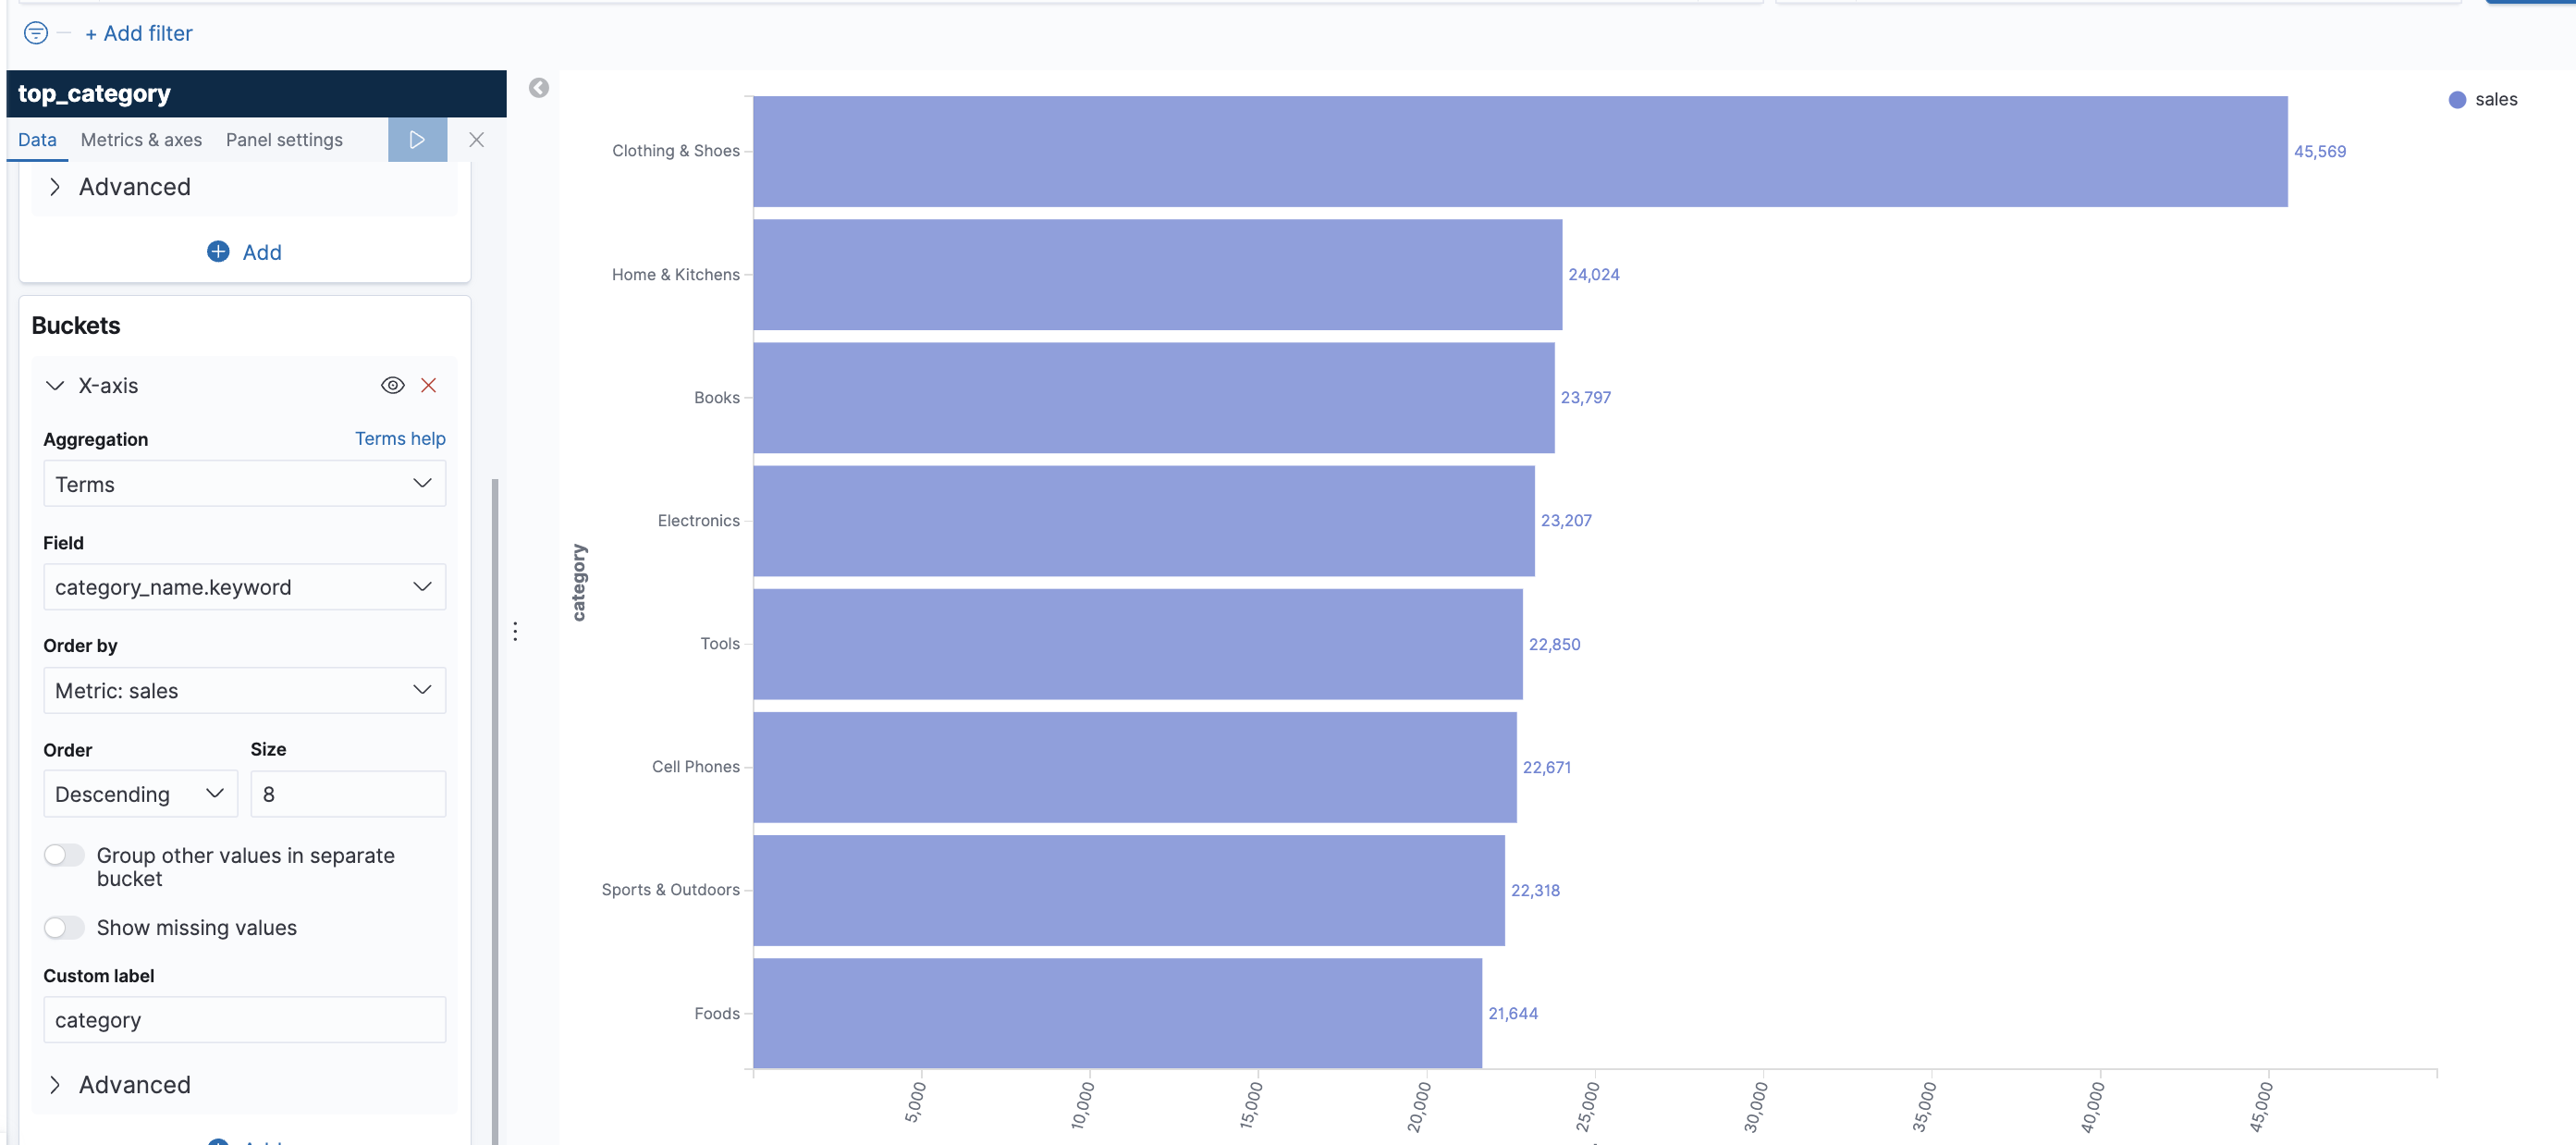 + Add filter
top_category
Data
Metrics & axes
Panel settings
Advanced
Add
Buckets
X-axis
Aggregation
Terms help
Terms
Field
category_name.keyword
Order by
Metric: sales
Order
Size
Descending
8
Group other values in separate
bucket
Show missing values
Custom label
category
Advanced
sales
category
Clothing & Shoes
45,569
Home & Kitchens
24,024
Books
23,797
Electronics
23,207
Tools
22,850
Cell Phones
22,671
Sports & Outdoors
22,318
Foods
21,644
5,000
10,000
15,000
20,000
25,000
30,000
35,000
40,000
45,000